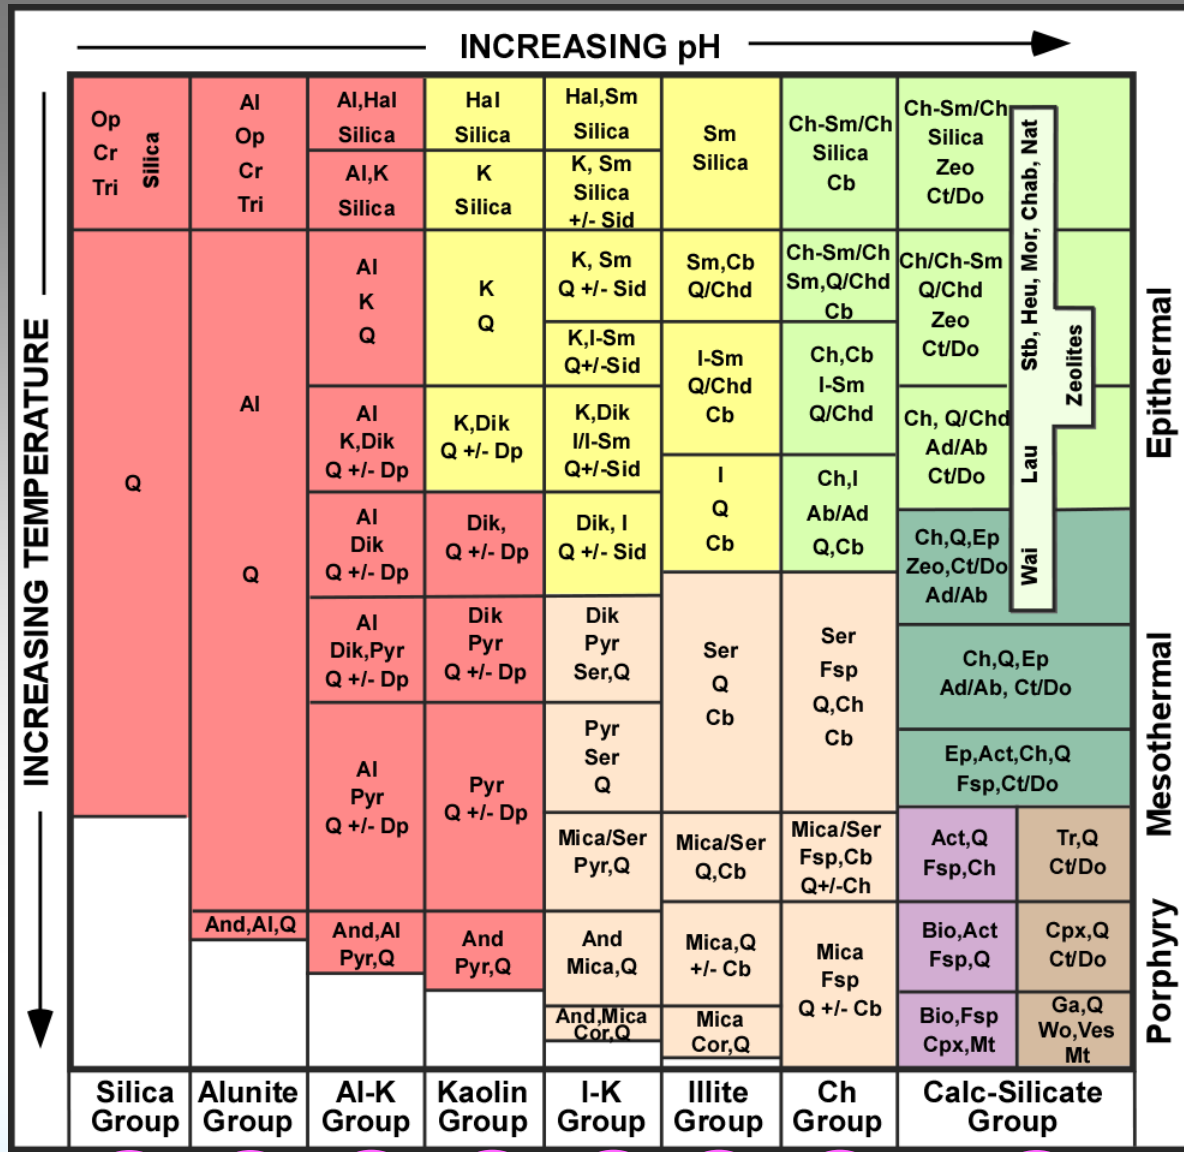 INCREASING pH
INCREASING TEMPERATURE
Op
Cr
Tri
Silica
Q
Al
Op
Cr
Tri
Al
Q
And,Al,Q
Al,Hal
Silica
Al,K
Silica
Al
K
Q
Al
K,Dik
Q +/- Dp
Al
Dik
Q +/- Dp
Al
Dik,Pyr
Q +/- Dp
Al
Pyr
Q +/- Dp
And,Al
Pyr,Q
Hal
Silica
K
Silica
K
Q
K,Dik
Q +/- Dp
Dik,
Q +/- Dp
Dik
Pyr
Q +/- Dp
Pyr
Q +/- Dp
And
Pyr,Q
Hal,Sm
Silica
K, Sm
Silica
+/- Sid
K, Sm
Q +/- Sid
K,I-Sm
Q+/-Sid
K,Dik
I/I-Sm
Q+/-Sid
Dik, I
Q +/- Sid
Dik
Pyr
Ser,Q
Pyr
Ser
Q
Mica/Ser
Pyr,Q
And
Mica,Q
And,Mica
Cor,Q
Sm
Silica
Sm,Cb
Q/Chd
I-Sm
Q/Chd
Cb
I
Q
Cb
Ser
Q
Cb
Mica/Ser
Q,Cb
Mica,Q
+/- Cb
Mica
Cor,Q
Ch-Sm/Ch
Silica
Cb
Ch-Sm/Ch
Sm,Q/Chd
Cb
Ch,Cb
I-Sm
Q/Chd
Ch,I
Ab/Ad
Q,Cb
Ser
Fsp
Q,Ch
Cb
Mica/Ser
Fsp,Cb
Q+/-Ch
Mica
Fsp
Q +/- Cb
Ch-Sm/Ch
Silica
Zeo
Ct/Do
Ch/Ch-Sm
Q/Chd
Zeo
Ct/Do
Ch, Q/Chd
Ad/Ab
Ct/Do
Ch,Q,Ep
Zeo,Ct/Do
Ad/Ab
Stb, Heu, Mor, Chab, Nat
Lau
Wai
Zeolites
Ch,Q,Ep
Ad/Ab, Ct/Do
Ep,Act,Ch,Q
Fsp,Ct/Do
Act,Q
Fsp,Ch
Tr,Q
Ct/Do
Bio,Act
Fsp,Q
Cpx,Q
Ct/Do
Bio,Fsp
Cpx,Mt
Ga,Q
Wo,Ves
Mt
Epithermal
Mesothermal
Porphyry
Silica
Group
Alunite
Group
Al-K
Group
Kaolin
Group
I-K
Group
Illite
Group
Ch
Group
Calc-Silicate
Group